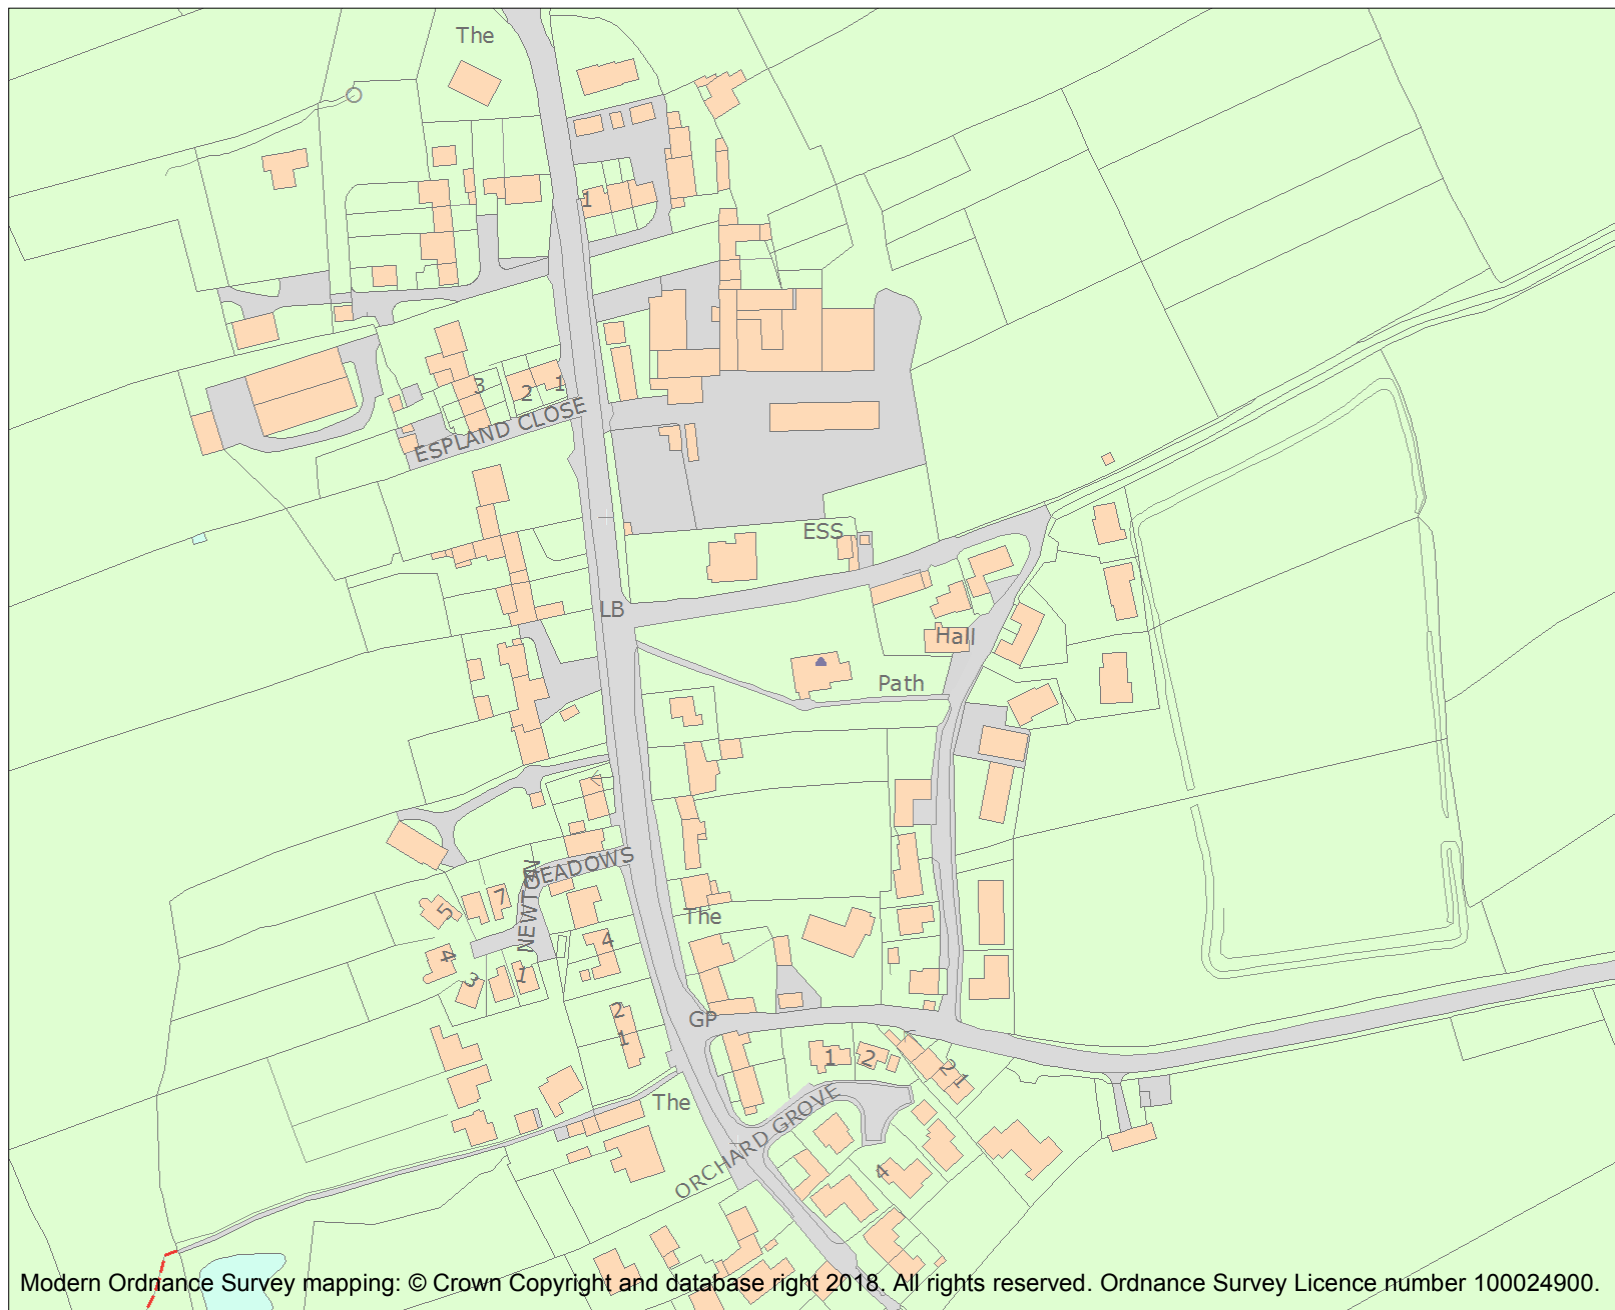 The
1
3
2
1
ESPLAND CLOSE
ESS
LB
Hall
Path
MEADOWS
NEWTON
7
5
The
4
4
3
1
2
1
GP
1
2
2
1
The
ORCHARD GROVE
4
Modern Ordnance Survey mapping: © Crown Copyright and database right 2018. All rights reserved. Ordnance Survey Licence number 100024900.